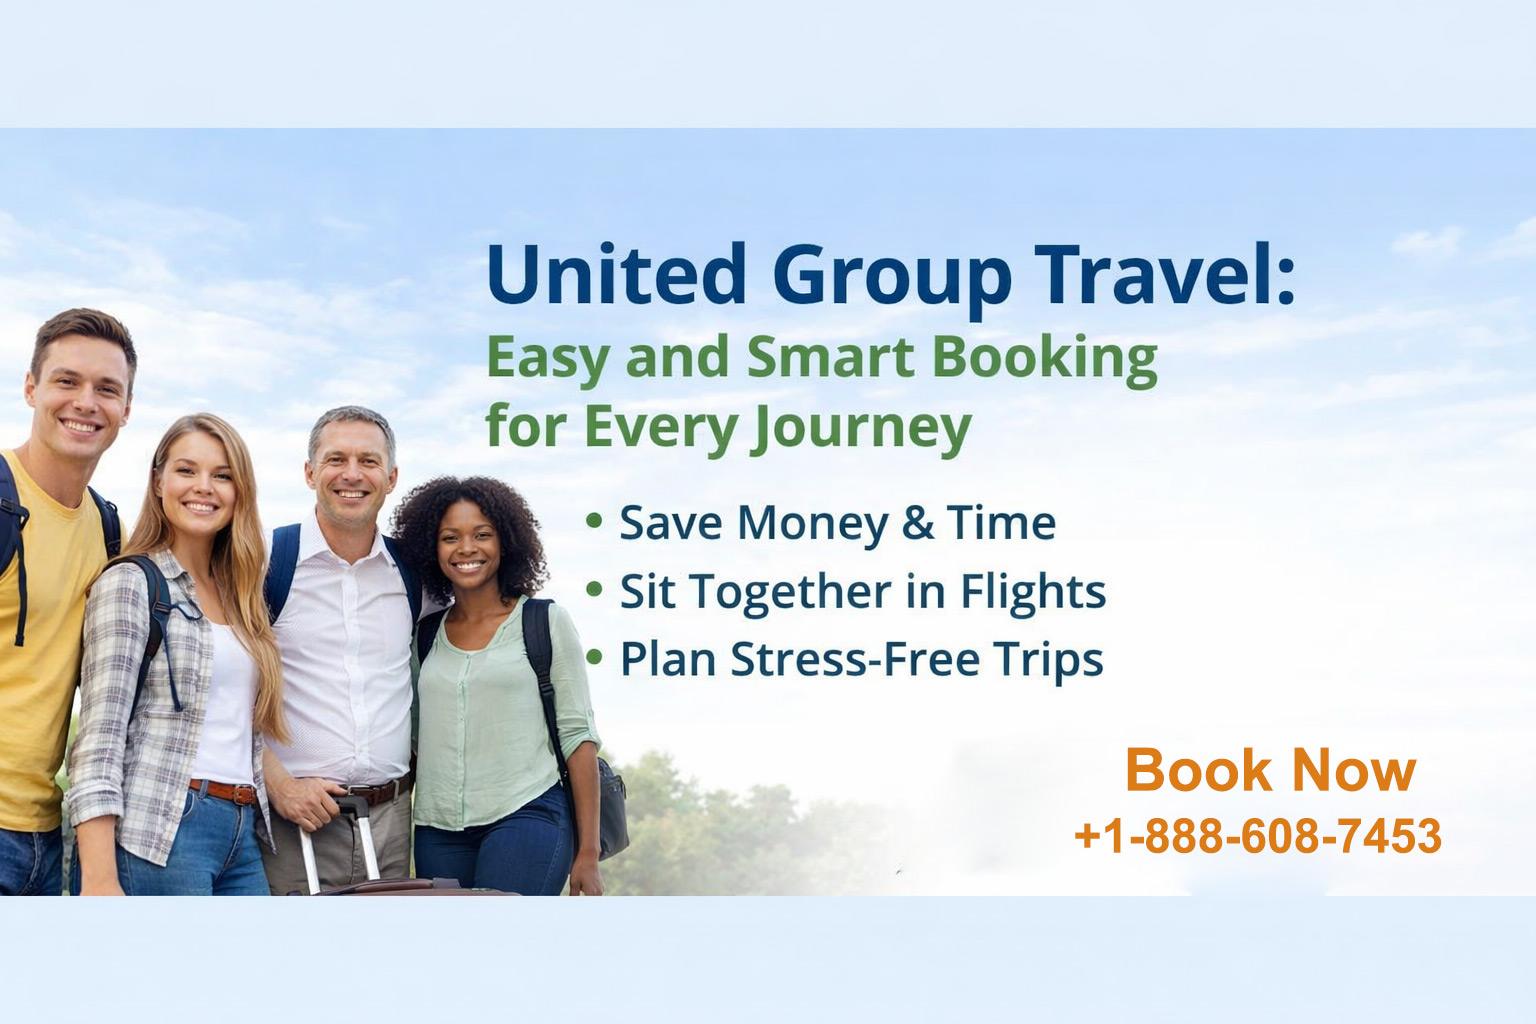 United Group Travel:
Easy and Smart Booking
for Every Journey
• Save Money & Time
• Sit Together in Flights
• Plan Stress-Free Trips
Book Now
+1-888-608-7453